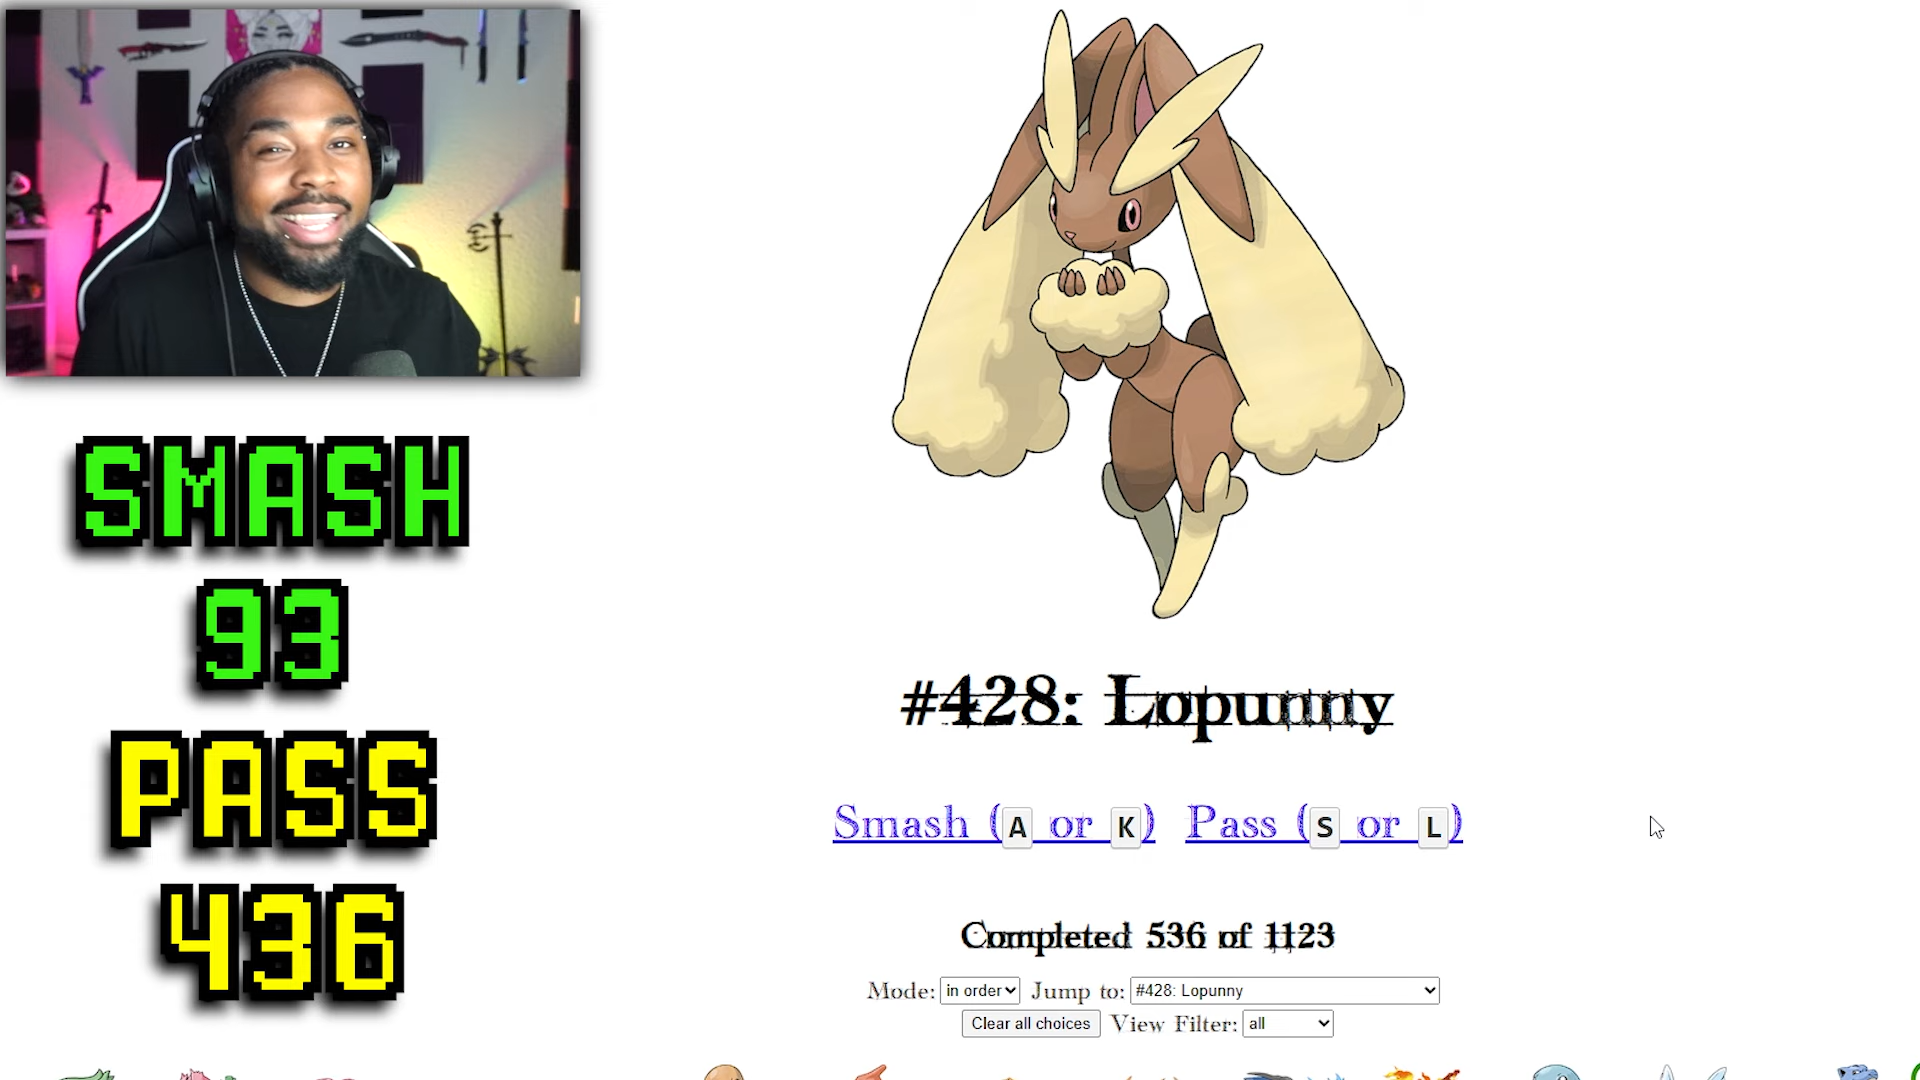 SMASH
93
PASS
436
#428: Lopunny
Smash (A or K) Pass (S or L)
Completed 536 of 1123
Mode: in order Jump to: #428: Lopunny
Clear all choices View Filter: all